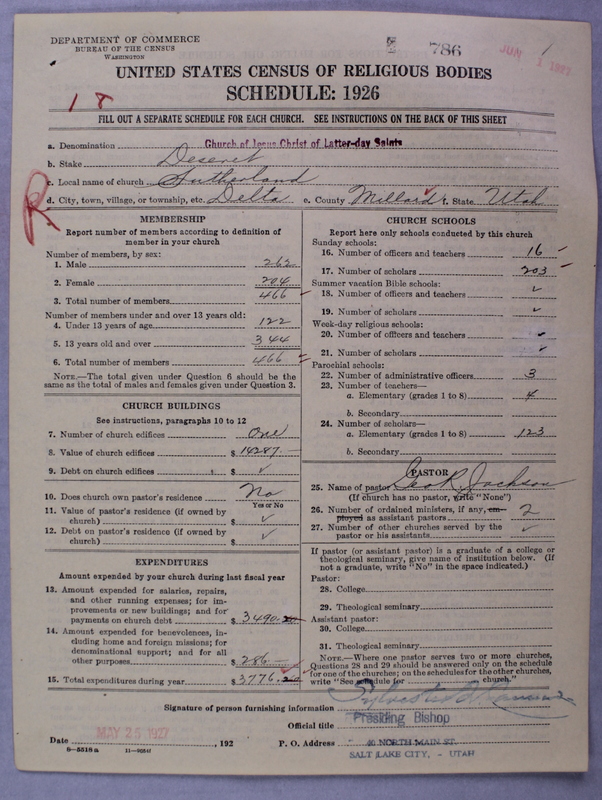 DEPARTMENT OF COMMERCE
BUREAU OF THE CENSUS
WASHINGTON
786
JUN 1 1927
1
UNITED STATES CENSUS OF RELIGIOUS BODIES
SCHEDULE: 1926
18
FILL OUT A SEPARATE SCHEDULE FOR EACH CHURCH. SEE INSTRUCTIONS ON THE BACK OF THIS SHEET
a. Denomination Church of Jesus Christ of Latter-day Saints
b. Stake Deseret
c. Local name of church Sutherland
d. City, town, village, or township, etc. Delta e. County Millard f. State Utah
R
MEMBERSHIP
Report number of members according to definition of
member in your church
Number of members, by sex:
1. Male 262
2. Female 204
3. Total number of members 466
Number of members under and over 13 years old:
4. Under 13 years of age 122
5. 13 years old and over 344
6. Total number of members 466
NOTE.—The total given under Question 6 should be the
same as the total of males and females given under Question 3.
CHURCH BUILDINGS
See instructions, paragraphs 10 to 12
7. Number of church edifices One
8. Value of church edifices $ 14287.—
9. Debt on church edifices $ ✓
10. Does church own pastor's residence No
Yes or No
11. Value of pastor's residence (if owned by
church) $ ✓
12. Debt on pastor's residence (if owned by
church) $ ✓
EXPENDITURES
Amount expended by your church during last fiscal year
13. Amount expended for salaries, repairs,
and other running expenses; for im-
provements or new buildings; and for
payments on church debt $ 3490.20
14. Amount expended for benevolences, in-
cluding home and foreign missions; for
denominational support; and for all
other purposes $ 286 —
15. Total expenditures during year $ 3776.20
CHURCH SCHOOLS
Report here only schools conducted by this church
Sunday schools:
16. Number of officers and teachers 16
17. Number of scholars 203
Summer vacation Bible schools:
18. Number of officers and teachers ✓
19. Number of scholars ✓
Week-day religious schools:
20. Number of officers and teachers ✓
21. Number of scholars ✓
Parochial schools:
22. Number of administrative officers 3
23. Number of teachers—
a. Elementary (grades 1 to 8) 4
b. Secondary
24. Number of scholars—
a. Elementary (grades 1 to 8) 123
b. Secondary
PASTOR
25. Name of pastor Geo R. Jackson
(If church has no pastor, write "None")
26. Number of ordained ministers, if any, em-
ployed as assistant pastors 2
27. Number of other churches served by the
pastor or his assistants ✓
If pastor (or assistant pastor) is a graduate of a college or
theological seminary, give name of institution below. (If
not a graduate, write "No" in the space indicated.)
Pastor:
28. College
29. Theological seminary
Assistant pastor:
30. College
31. Theological seminary
NOTE.—Where one pastor serves two or more churches,
Questions 28 and 29 should be answered only on the schedule
for one of the churches; on the schedules for the other churches,
write "See schedule for church."
Signature of person furnishing information Sylvester Q. Cannon
Official title Presiding Bishop
Date MAY 25 1927, 192 P. O. Address 40 NORTH MAIN ST.
SALT LAKE CITY, - UTAH